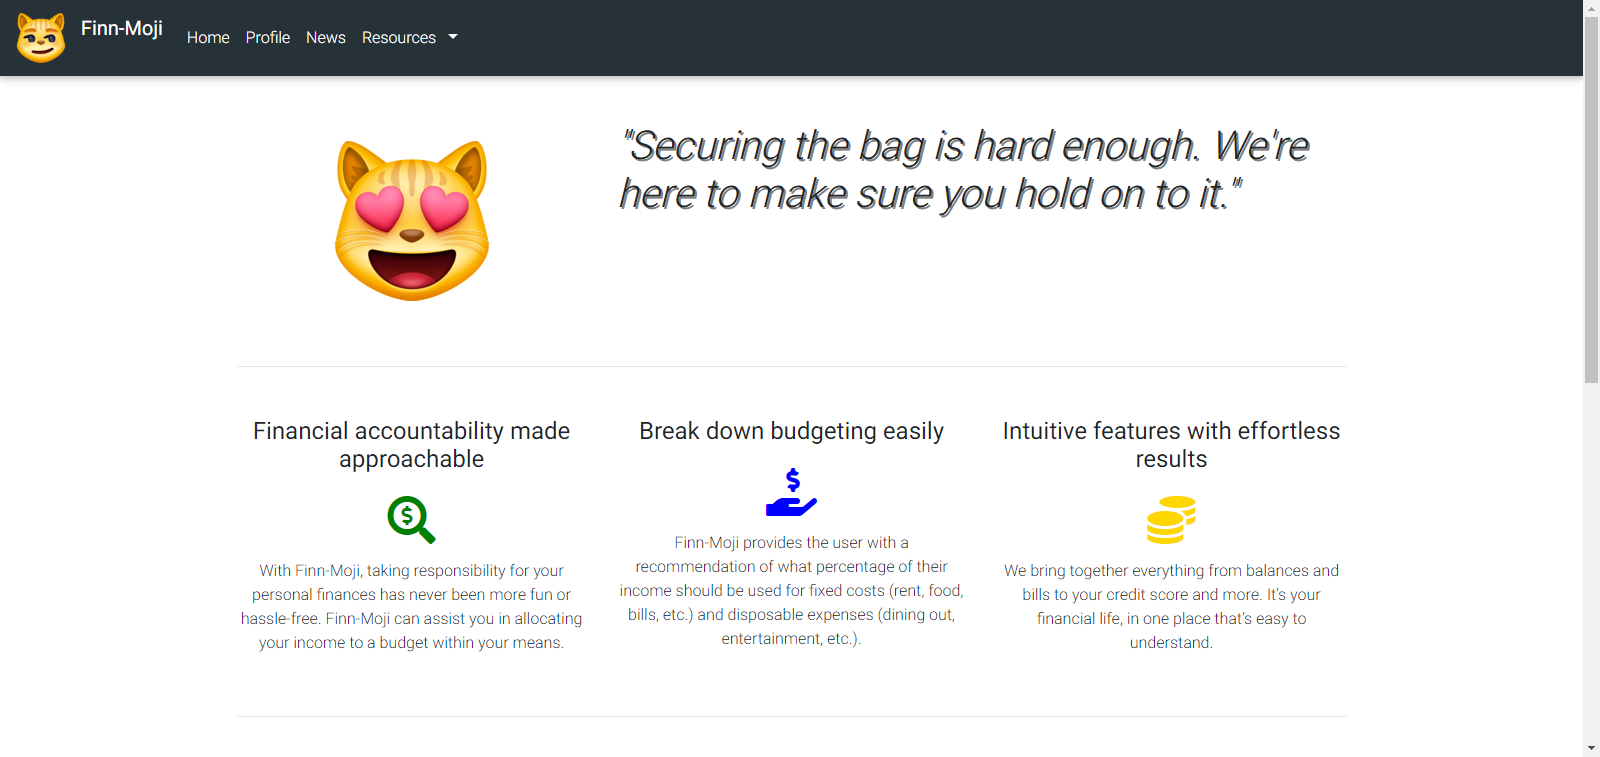 Finn-Moji
Home Profile News Resources
"Securing the bag is hard enough. We're
here to make sure you hold on to it."
Financial accountability made
approachable
With Finn-Moji, taking responsibility for your
personal finances has never been more fun or
hassle-free. Finn-Moji can assist you in allocating
your income to a budget within your means.
Break down budgeting easily
Finn-Moji provides the user with a
recommendation of what percentage of their
income should be used for fixed costs (rent, food,
bills, etc.) and disposable expenses (dining out,
entertainment, etc.).
Intuitive features with effortless
results
We bring together everything from balances and
bills to your credit score and more. It’s your
financial life, in one place that’s easy to
understand.